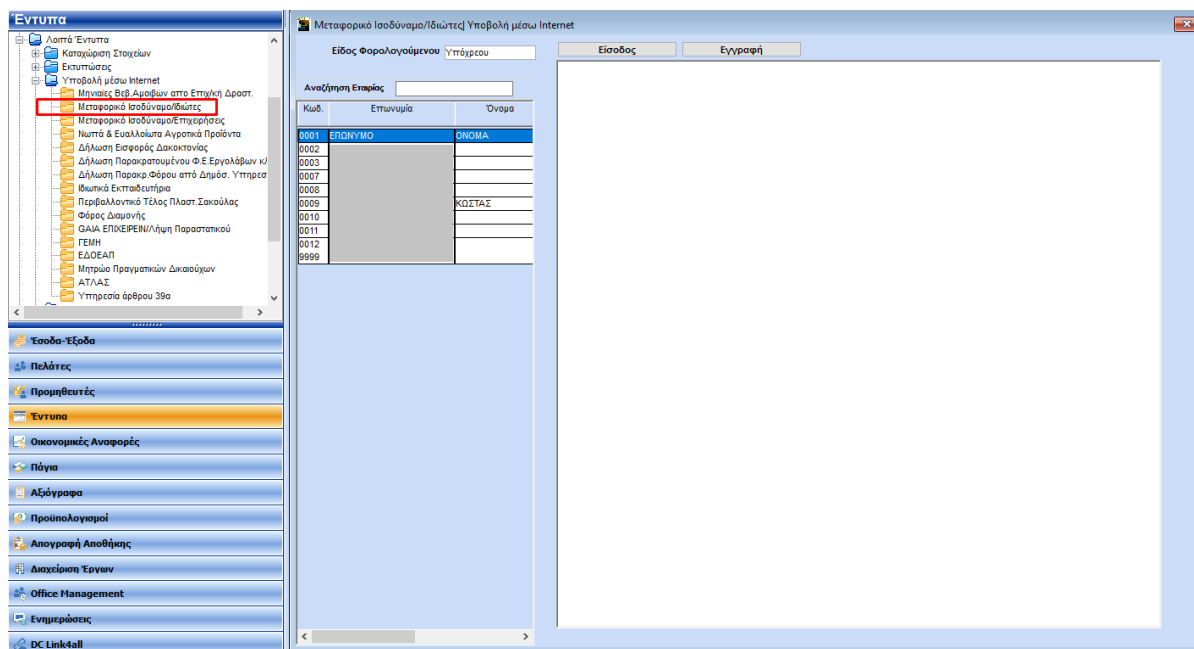 Έντυπα
Λοιπά Έντυπα
Καταχώριση Στοιχείων
Εκτυπώσεις
Υποβολή μέσω Internet
Μηνιαίες Βεβ.Αμοιβών απο Επιχ/κη Δραστ.
Μεταφορικό Ισοδύναμο/Ιδιώτες
Μεταφορικό Ισοδύναμο/Επιχειρήσεις
Νωπά & Ευαλλοίωτα Αγροτικά Προϊόντα
Δήλωση Εισφοράς Δακοκτονίας
Δήλωση Παρακρατουμένου Φ.Ε.Εργολάβων κ/
Δήλωση Παρακρ.Φόρου από Δημόσ. Υπηρεσ
Ιδιωτικά Εκπαιδευτήρια
Περιβαλλοντικό Τέλος Πλαστ.Σακούλας
Φόρος Διαμονής
GAIA ΕΠΙΧΕΙΡΕΙΝ/Λήψη Παραστατικού
ΓΕΜΗ
ΕΔΟΕΑΠ
Μητρώο Πραγματικών Δικαιούχων
ΑΤΛΑΣ
Υπηρεσία άρθρου 39α
Έσοδα-Έξοδα
Πελάτες
Προμηθευτές
Έντυπα
Οικονομικές Αναφορές
Πάγια
Αξιόγραφα
Προϋπολογισμοί
Απογραφή Αποθήκης
Διαχείριση Έργων
Office Management
Ενημερώσεις
DC Link4all
Μεταφορικό Ισοδύναμο/Ιδιώτες| Υποβολή μέσω Internet
Είδος Φορολογούμενου Υπόχρεου
Είσοδος Εγγραφή
Αναζήτηση Εταιρίας
Κωδ. Επωνυμία Όνομα
0001 ΕΠΩΝΥΜΟ ΟΝΟΜΑ
0002
0003
0007
0008
0009 ΚΩΣΤΑΣ
0010
0011
0012
9999